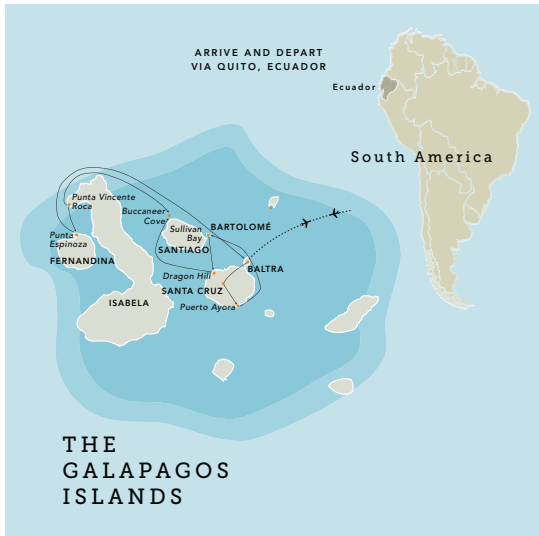 ARRIVE AND DEPART
VIA QUITO, ECUADOR
Ecuador
South America
Punta Vincente
Roca
Buccaneer
Cove
Sullivan
Bay
BARTOLOMÉ
Punta
Espinoza
SANTIAGO
FERNANDINA
BALTRA
Dragon Hill
SANTA CRUZ
ISABELA
Puerto Ayora
THE
GALAPAGOS
ISLANDS